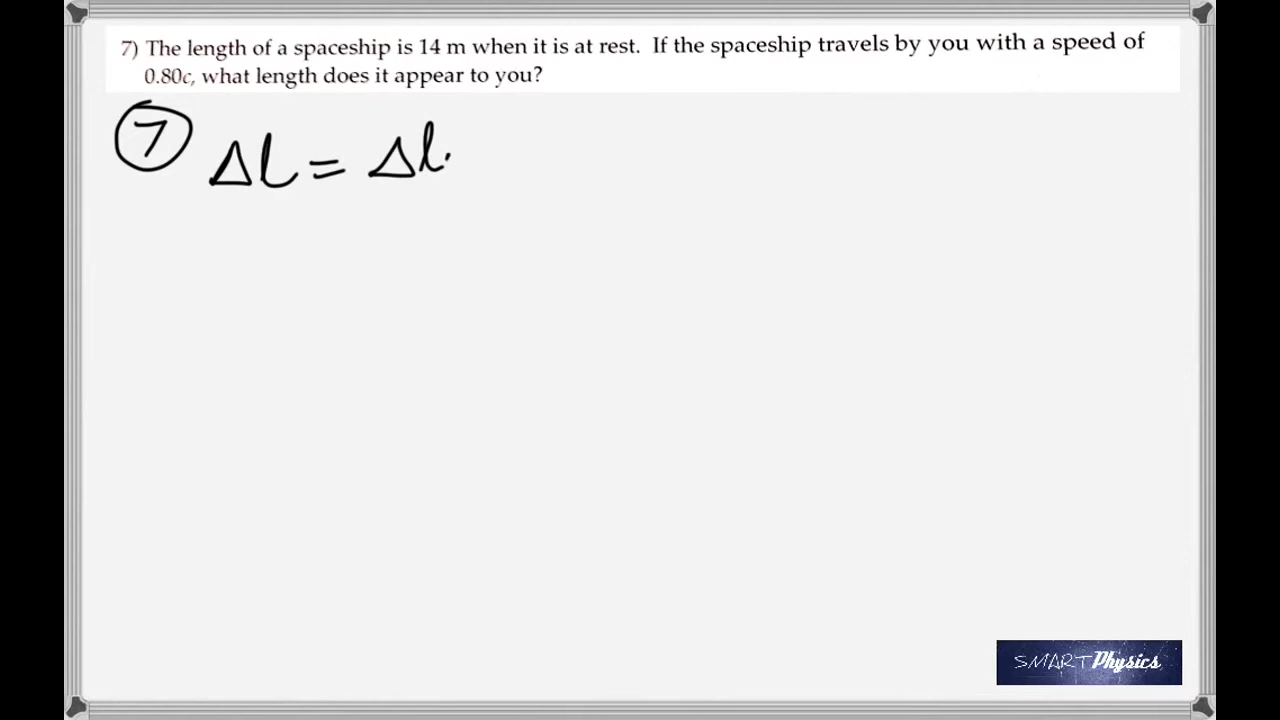 7) The length of a spaceship is 14 m when it is at rest. If the spaceship travels by you with a speed of
0.80c, what length does it appear to you?
7
Δl = Δl
SMART Physics